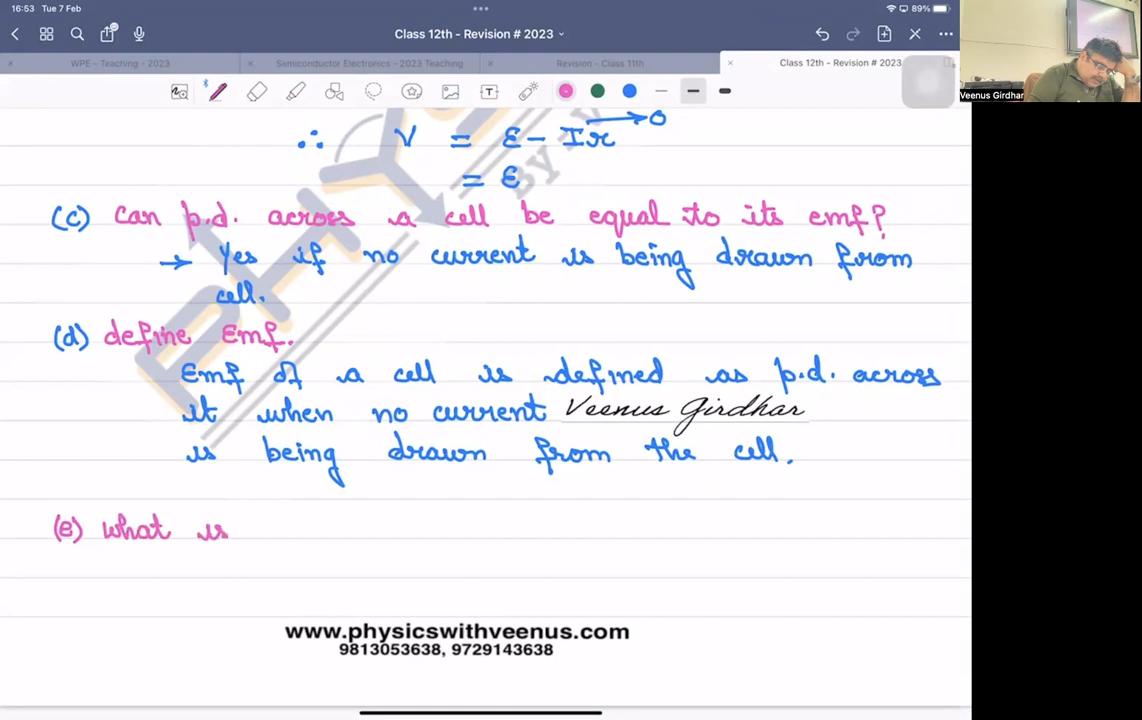 16:53 Tue 7 Feb
89%
Class 12th - Revision # 2023
WPE - Teaching - 2023
Semiconductor Electronics - 2023 Teaching
Revision - Class 11th
Class 12th - Revision # 2023
Veenus Girdhar
∴ V = ε - Ir → 0
= ε
(c) Can p.d. across a cell be equal to its emf?
→ Yes if no current is being drawn from
cell.
(d) define Emf.
Emf of a cell is defined as p.d. across
it when no current Veenus Girdhar
is being drawn from the cell.
(e) what is
www.physicswithveenus.com
9813053638, 9729143638